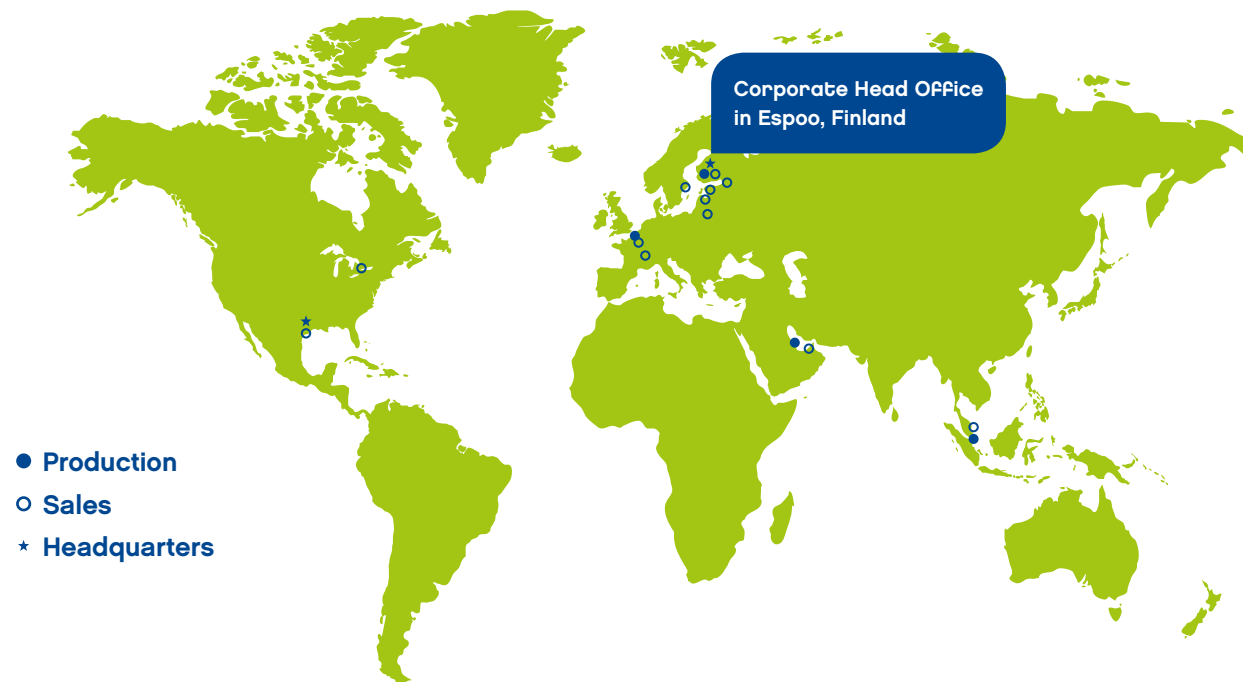 Corporate Head Office
in Espoo, Finland
Production
Sales
Headquarters